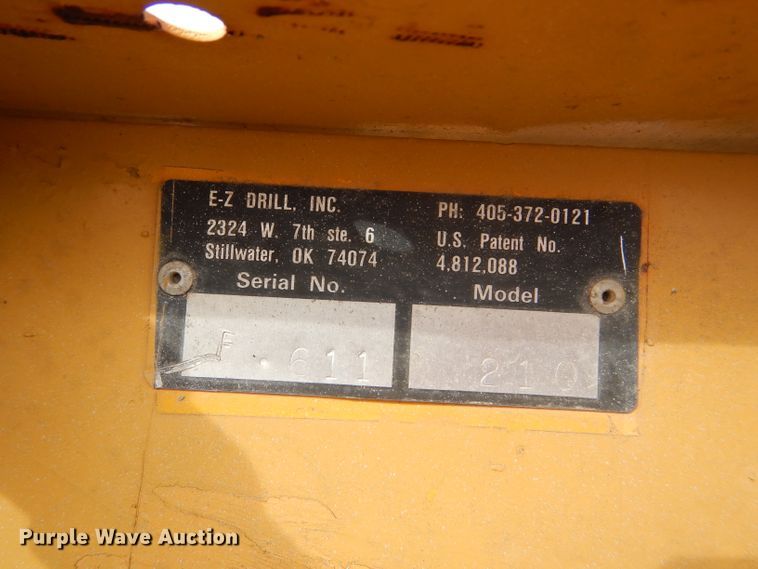 E-Z DRILL, INC.
2324 W. 7th ste. 6
Stillwater, OK 74074
PH: 405-372-0121
U.S. Patent No.
4,812,088
Serial No.
F.611
Model
210
Purple Wave Auction